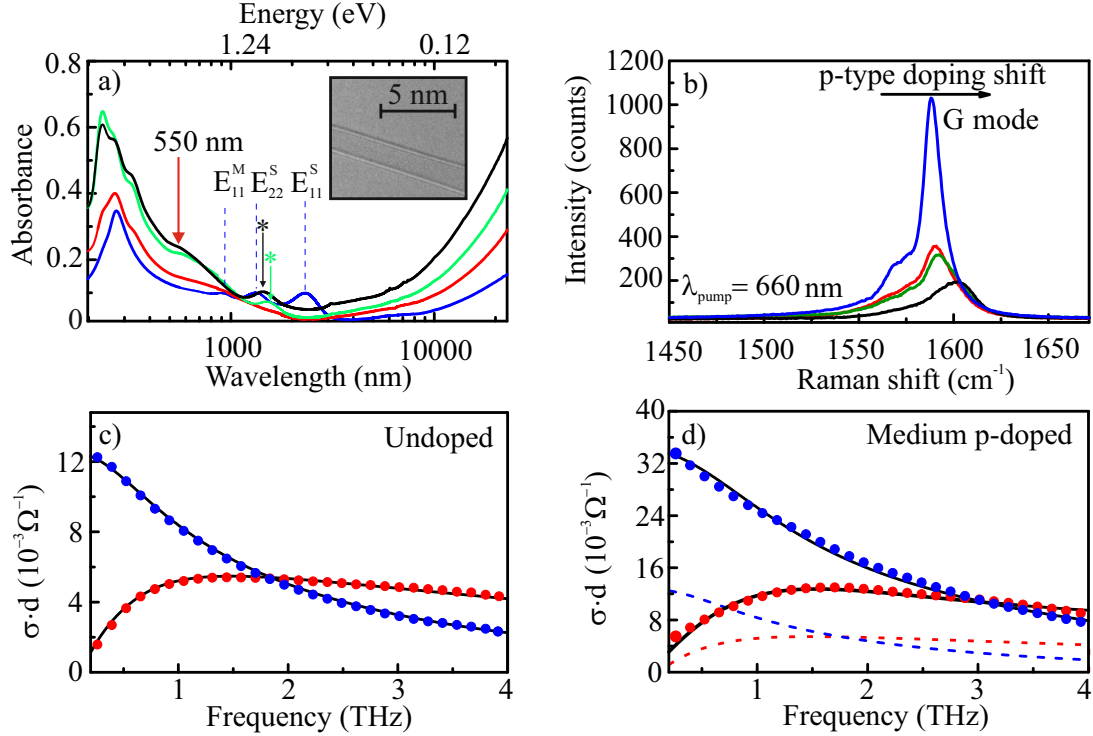 Energy (eV)
1.24 0.12
a)
0.8
0.6
0.4
0.2
0
Absorbance
550 nm
E₁₁ᴹ E₂₂ˢ E₁₁ˢ
* *
5 nm
1000 10000
Wavelength (nm)
b)
1200
1000
800
600
400
200
Intensity (counts)
p-type doping shift
G mode
λpump = 660 nm
1450 1500 1550 1600 1650
Raman shift (cm⁻¹)
c)
Undoped
12
8
4
0
σ·d (10⁻³Ω⁻¹)
1 2 3 4
Frequency (THz)
d)
Medium p-doped
40
32
24
16
8
0
σ·d (10⁻³Ω⁻¹)
1 2 3 4
Frequency (THz)